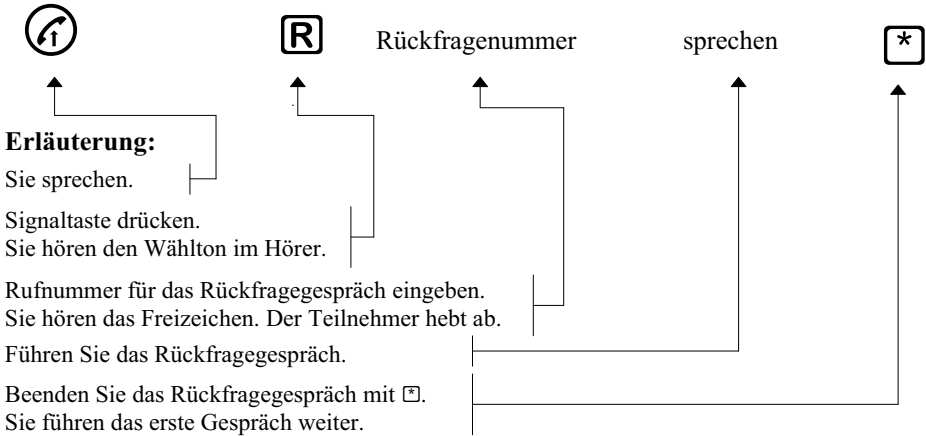 R Rückfragenummer sprechen *
Erläuterung:
Sie sprechen.
Signaltaste drücken.
Sie hören den Wählton im Hörer.
Rufnummer für das Rückfragegespräch eingeben.
Sie hören das Freizeichen. Der Teilnehmer hebt ab.
Führen Sie das Rückfragegespräch.
Beenden Sie das Rückfragegespräch mit *.
Sie führen das erste Gespräch weiter.